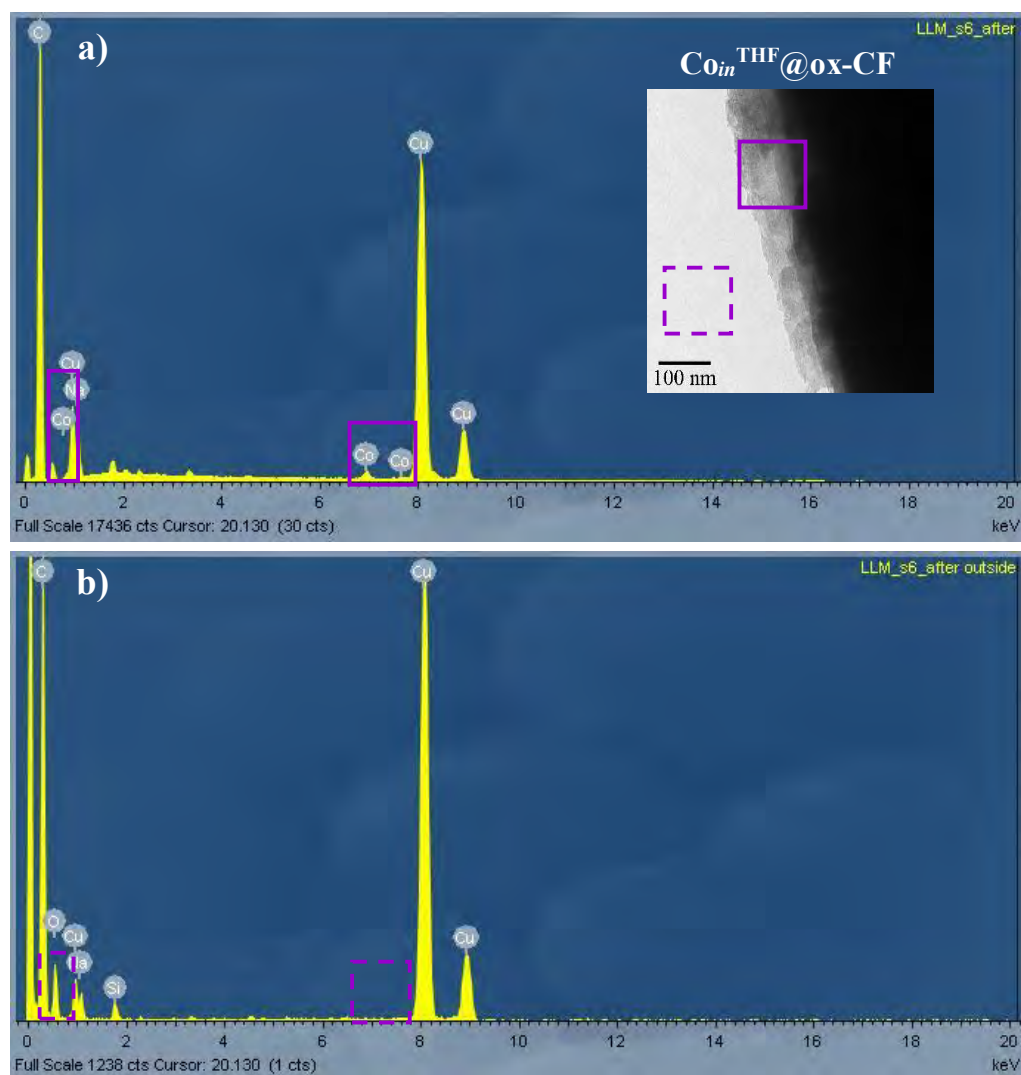 LLM_s6_after
a)
Co_in^THF@ox-CF
C
Cu
Cu
Na
Co
Co
Co
Cu
100 nm
0 2 4 6 8 10 12 14 16 18 20
Full Scale 17436 cts Cursor: 20.130 (30 cts)
keV
LLM_s6_after outside
b)
C
Cu
O
Cu
Na
Si
Cu
0 2 4 6 8 10 12 14 16 18 20
Full Scale 1238 cts Cursor: 20.130 (1 cts)
keV